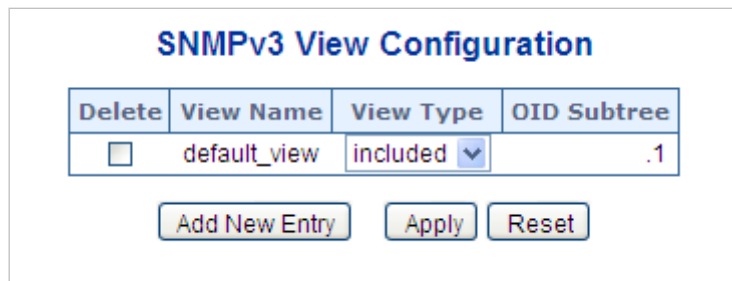 SNMPv3 View Configuration
Delete View Name View Type OID Subtree
default_view included .1
Add New Entry Apply Reset